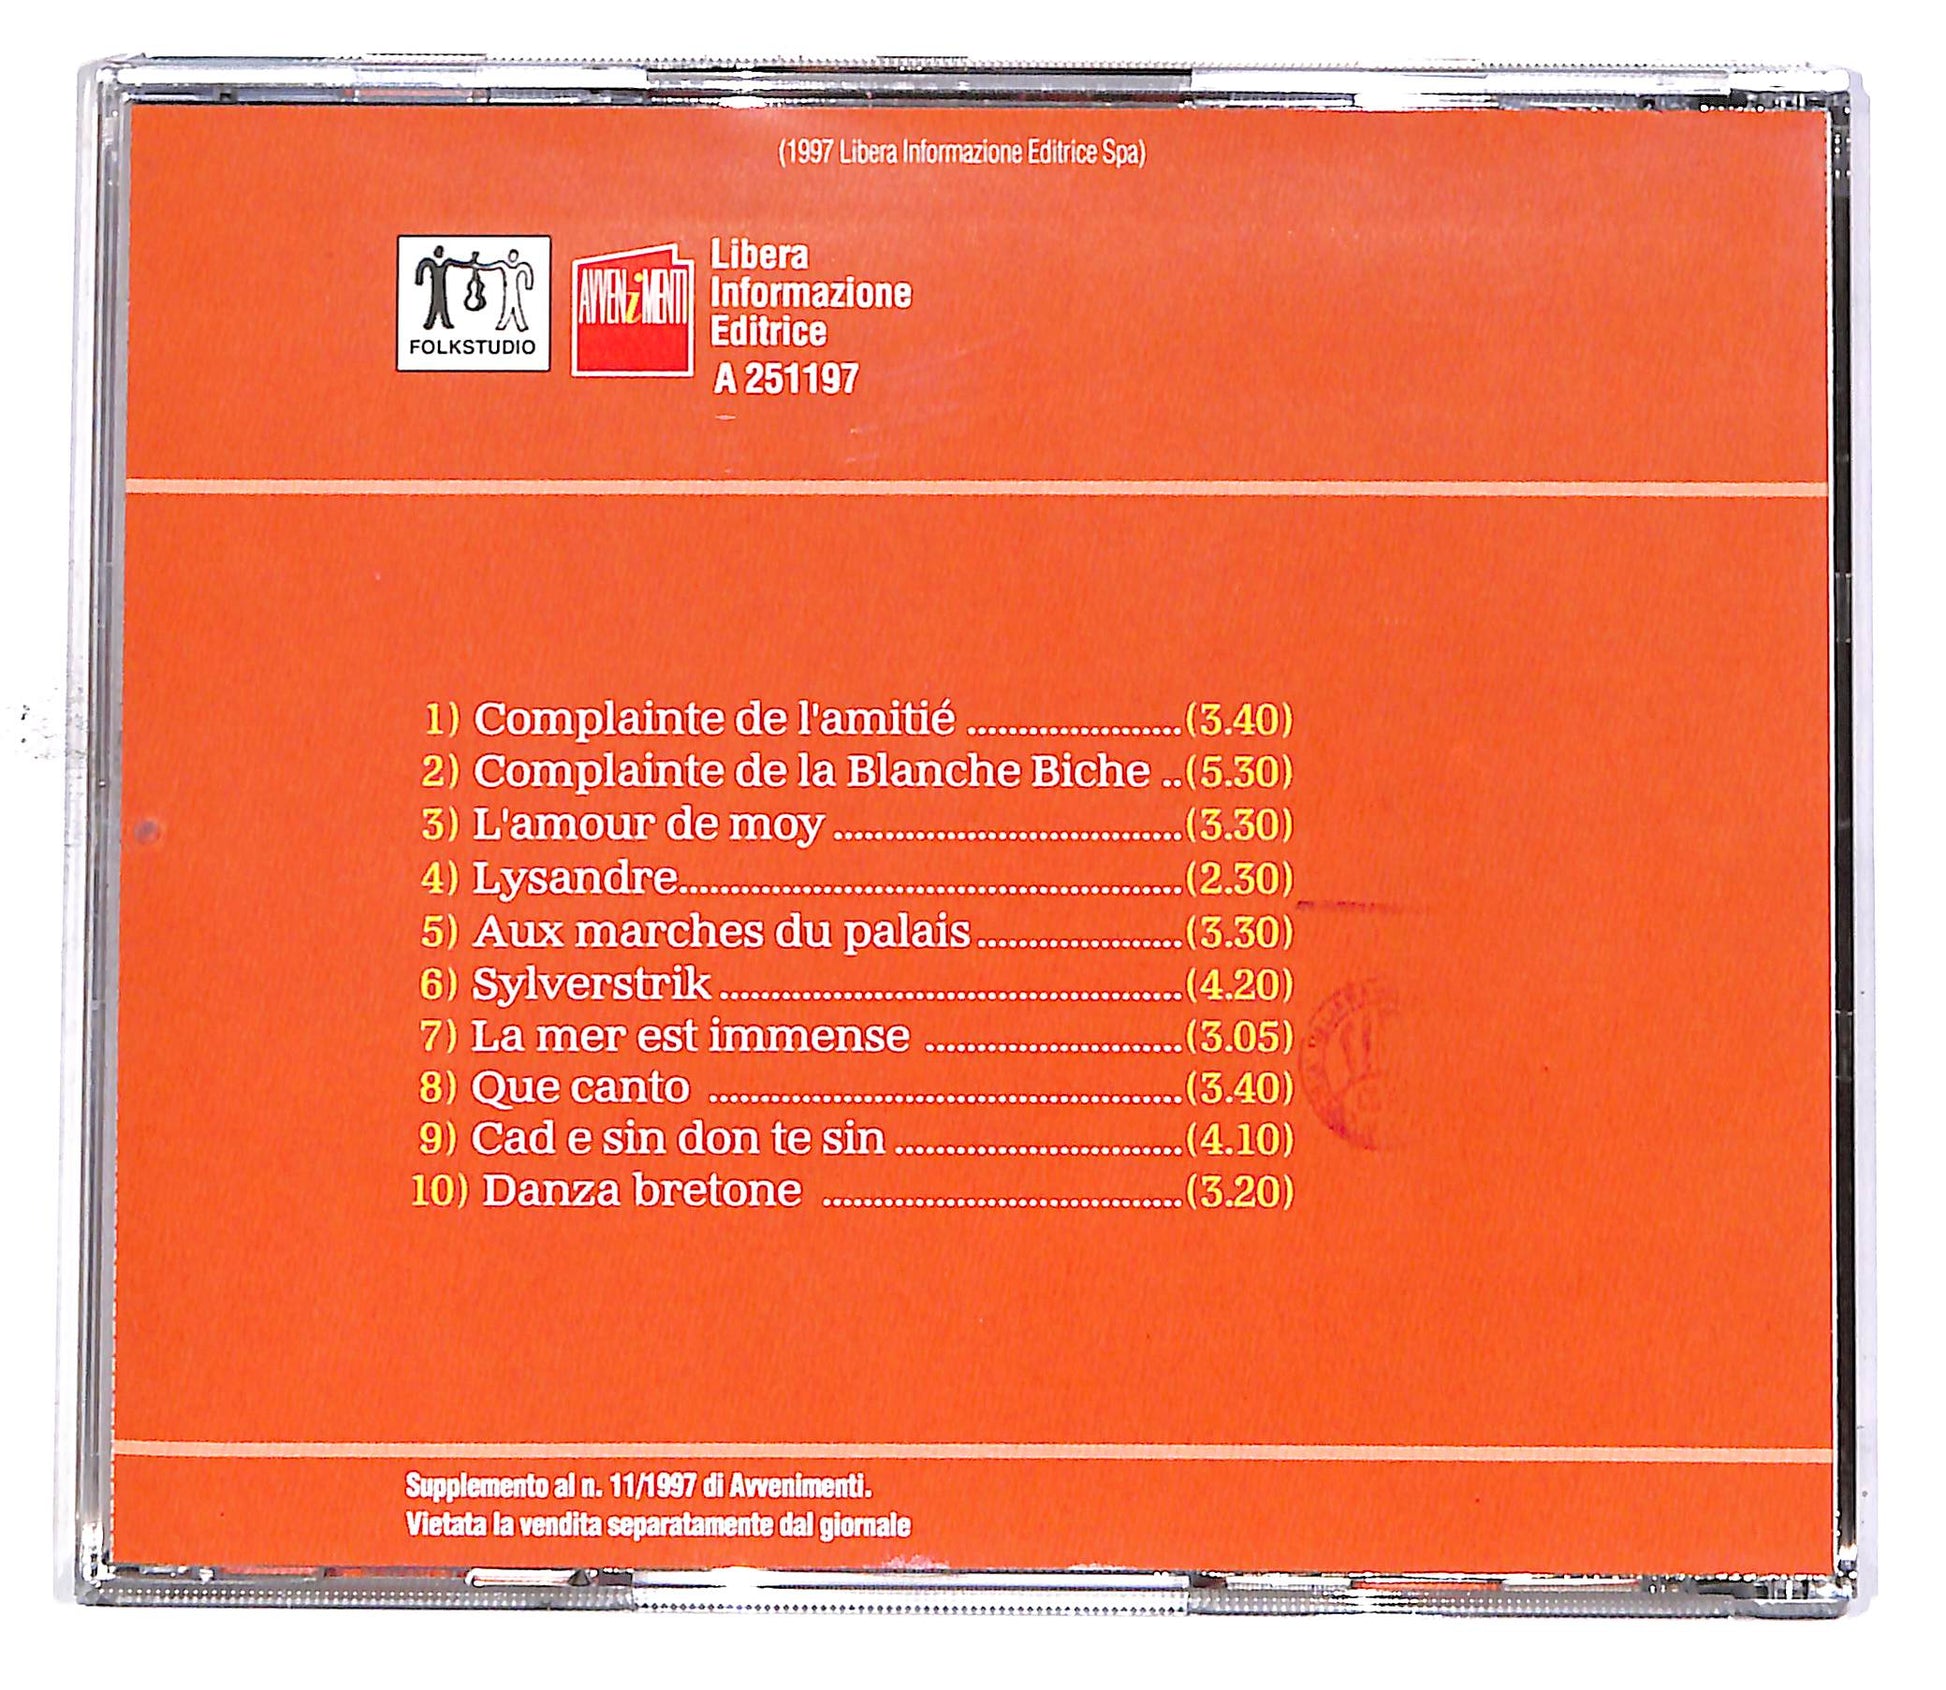 (1997 Libera Informazione Editrice Spa)
FOLKSTUDIO
AVVENiMENTI
Libera
Informazione
Editrice
A 251197
1) Complainte de l'amitié .....................(3.40)
2) Complainte de la Blanche Biche ..(5.30)
3) L'amour de moy ..................................(3.30)
4) Lysandre.................................................(2.30)
5) Aux marches du palais....................(3.30)
6) Sylverstrik .............................................(4.20)
7) La mer est immense .........................(3.05)
8) Que canto ..............................................(3.40)
9) Cad e sin don te sin ............................(4.10)
10) Danza bretone ...................................(3.20)
Supplemento al n. 11/1997 di Avvenimenti.
Vietata la vendita separatamente dal giornale